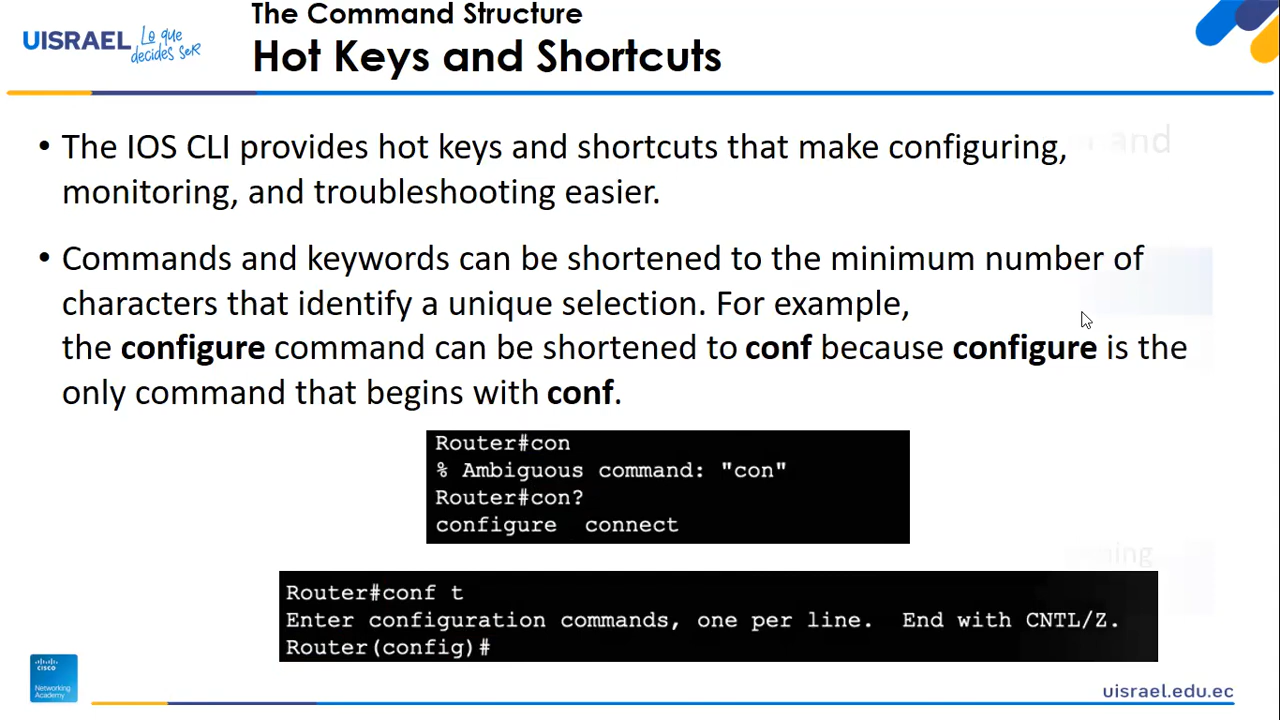 The Command Structure
UISRAEL Lo que decides seR
Hot Keys and Shortcuts
• The IOS CLI provides hot keys and shortcuts that make configuring,
and
monitoring, and troubleshooting easier.
• Commands and keywords can be shortened to the minimum number of
characters that identify a unique selection. For example,
the configure command can be shortened to conf because configure is the
only command that begins with conf.
Router#con
% Ambiguous command: "con"
Router#con?
configure  connect
Router#conf t
Enter configuration commands, one per line.  End with CNTL/Z.
Router(config)#
cisco
Networking
Academy
uisrael.edu.ec